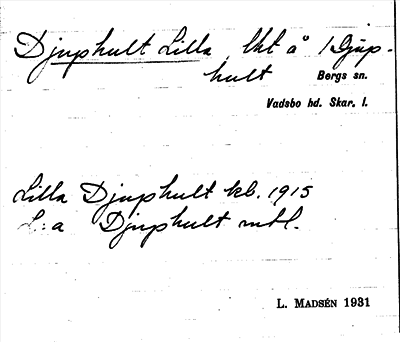 Djuphult Lilla, lht å 1 Djup-
hult Bergs sn.
Vadsbo hd. Skar. l.
Lilla Djuphult kb. 1915
L:a Djuphult mtl.
L. MADSÉN 1931